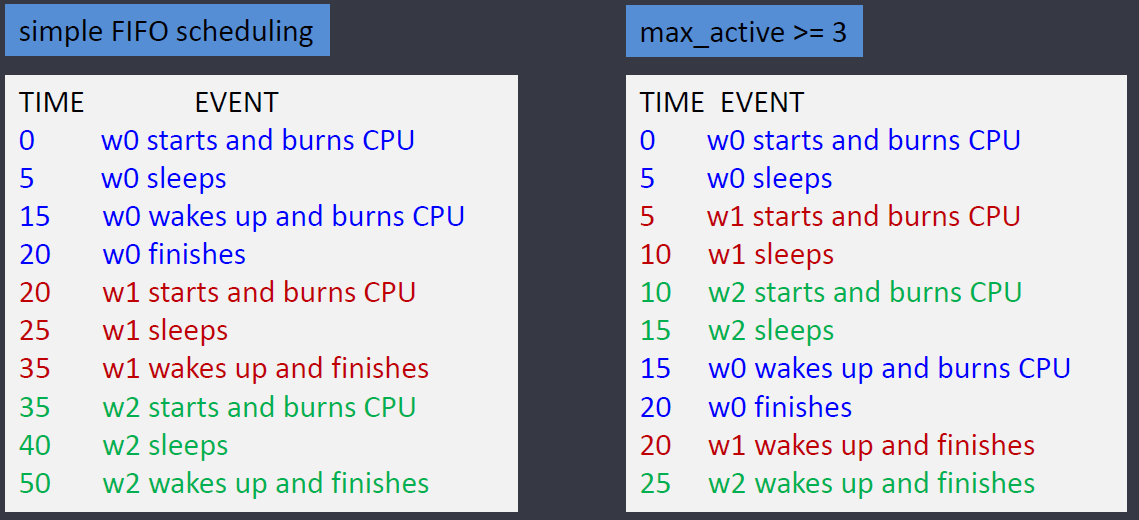 simple FIFO scheduling
TIME EVENT
0 w0 starts and burns CPU
5 w0 sleeps
15 w0 wakes up and burns CPU
20 w0 finishes
20 w1 starts and burns CPU
25 w1 sleeps
35 w1 wakes up and finishes
35 w2 starts and burns CPU
40 w2 sleeps
50 w2 wakes up and finishes
max_active >= 3
TIME EVENT
0 w0 starts and burns CPU
5 w0 sleeps
5 w1 starts and burns CPU
10 w1 sleeps
10 w2 starts and burns CPU
15 w2 sleeps
15 w0 wakes up and burns CPU
20 w0 finishes
20 w1 wakes up and finishes
25 w2 wakes up and finishes